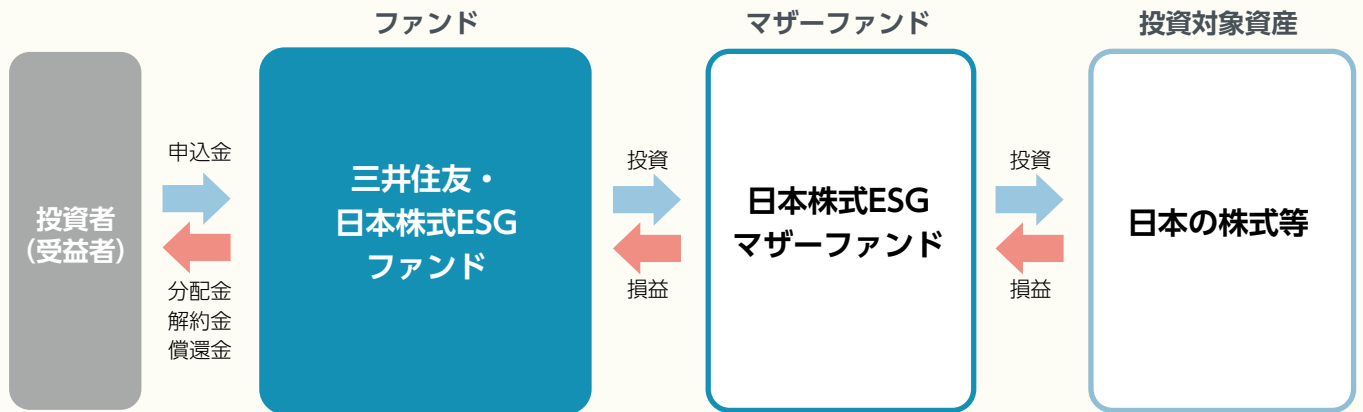 ファンド
マザーファンド
投資対象資産
投資者
(受益者)
申込金
分配金
解約金
償還金
三井住友・
日本株式ESG
ファンド
投資
損益
日本株式ESG
マザーファンド
投資
損益
日本の株式等